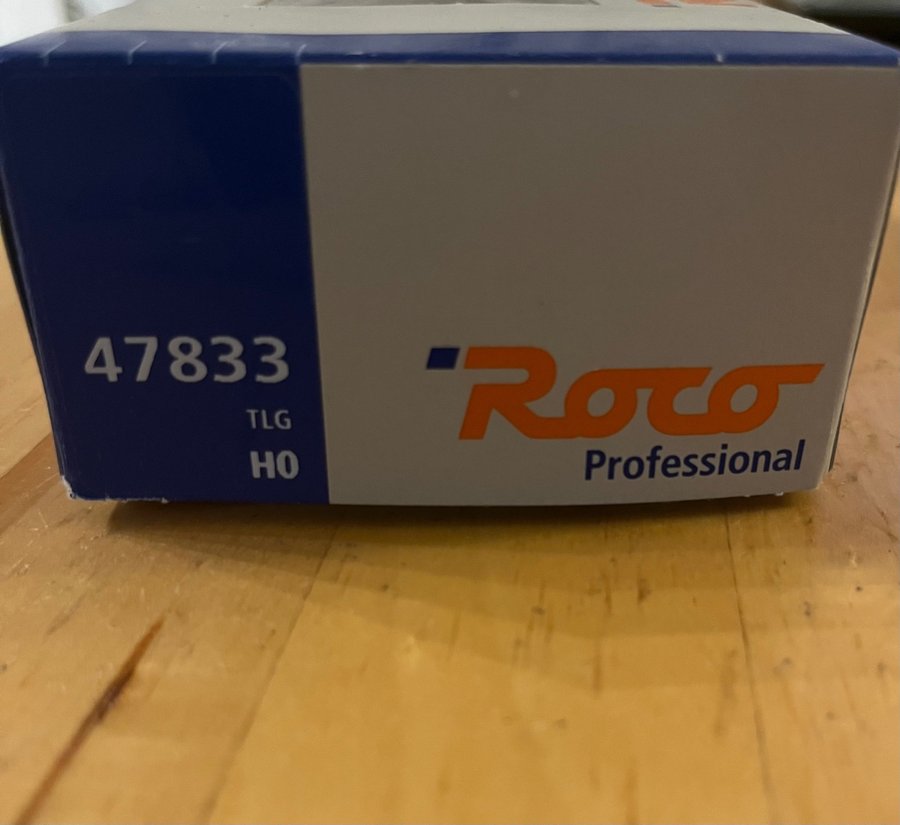 47833
TLG
H0
Roco
Professional